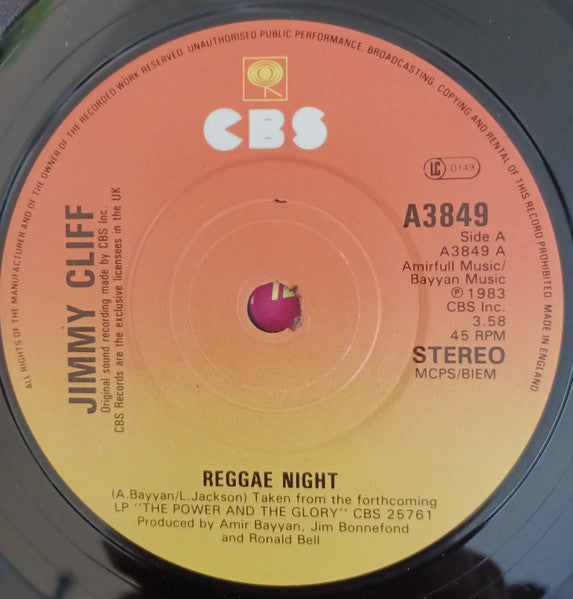 ALL RIGHTS OF THE MANUFACTURER AND OF THE OWNER OF THE RECORDED WORK RESERVED. UNAUTHORISED PUBLIC PERFORMANCE, BROADCASTING, COPYING AND RENTAL OF THIS RECORD PROHIBITED. MADE IN ENGLAND
CBS
LC 0149
JIMMY CLIFF
Original sound recording made by CBS Inc.
CBS Records are the exclusive licensees in the UK
A3849
Side A
A3849 A
Amirfull Music/
Bayyan Music
℗ 1983
CBS Inc.
3.58
45 RPM
STEREO
MCPS/BIEM
REGGAE NIGHT
(A.Bayyan/L.Jackson) Taken from the forthcoming
LP "THE POWER AND THE GLORY" CBS 25761
Produced by Amir Bayyan, Jim Bonnefond
and Ronald Bell